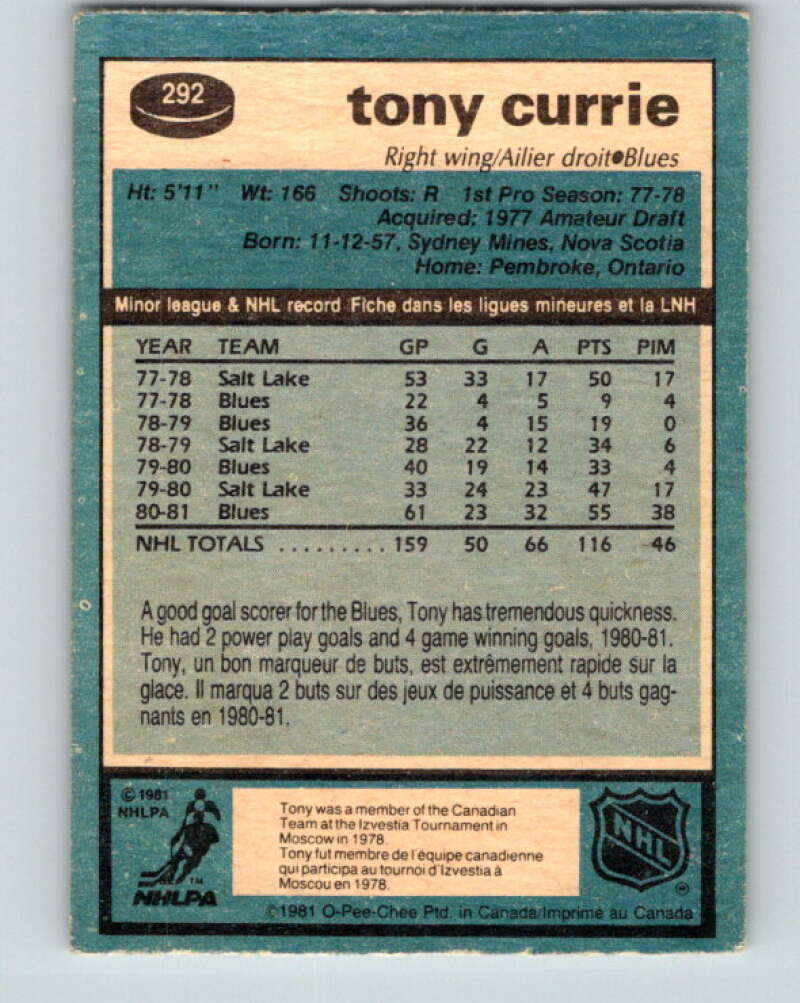 292
tony currie
Right wing/Ailier droit●Blues
Ht: 5'11" Wt: 166 Shoots: R 1st Pro Season: 77-78
Acquired: 1977 Amateur Draft
Born: 11-12-57, Sydney Mines, Nova Scotia
Home: Pembroke, Ontario
Minor league & NHL record Fiche dans les ligues mineures et la LNH
YEAR TEAM GP G A PTS PIM
77-78 Salt Lake 53 33 17 50 17
77-78 Blues 22 4 5 9 4
78-79 Blues 36 4 15 19 0
78-79 Salt Lake 28 22 12 34 6
79-80 Blues 40 19 14 33 4
79-80 Salt Lake 33 24 23 47 17
80-81 Blues 61 23 32 55 38
NHL TOTALS ......... 159 50 66 116 46
A good goal scorer for the Blues, Tony has tremendous quickness.
He had 2 power play goals and 4 game winning goals, 1980-81.
Tony, un bon marqueur de buts, est extrêmement rapide sur la
glace. Il marqua 2 buts sur des jeux de puissance et 4 buts gag-
nants en 1980-81.
© 1981
NHLPA
TM
NHLPA
Tony was a member of the Canadian
Team at the Izvestia Tournament in
Moscow in 1978.
Tony fut membre de l'équipe canadienne
qui participa au tournoi d'Izvestia à
Moscou en 1978.
NHL
©1981 O-Pee-Chee Ptd. in Canada/Imprimé au Canada